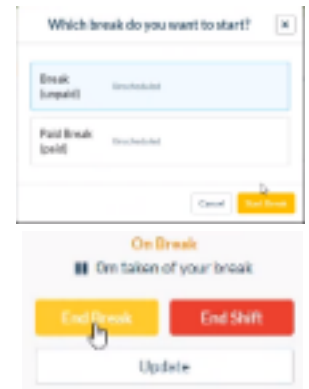 Which break do you want to start?
Break
(unpaid)
Unscheduled
Paid Break
(paid)
Unscheduled
Cancel
Start Break
On Break
0m taken of your break
End Break
End Shift
Update